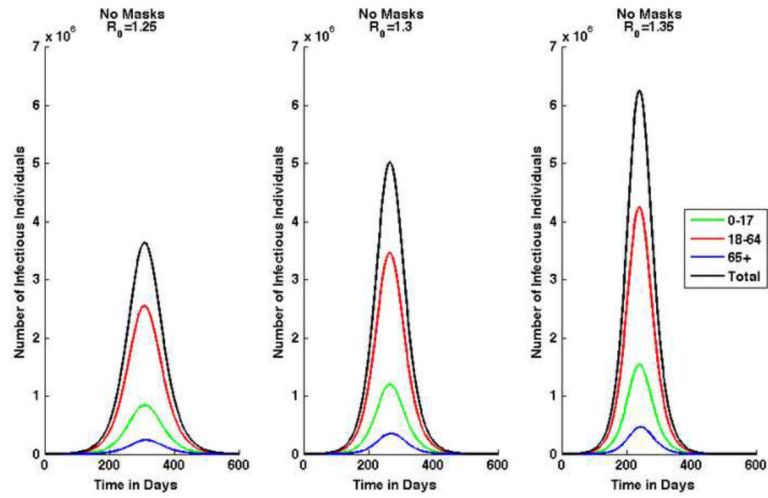 No Masks
R0=1.25
7 x 10^6
6
5
4
3
2
1
0
0 200 400 600
Number of Infectious Individuals
Time in Days
No Masks
R0=1.3
7 x 10^6
6
5
4
3
2
1
0
0 200 400 600
Number of Infectious Individuals
Time in Days
No Masks
R0=1.35
7 x 10^6
6
5
4
3
2
1
0
0 200 400 600
Number of Infectious Individuals
Time in Days
0-17
18-64
65+
Total